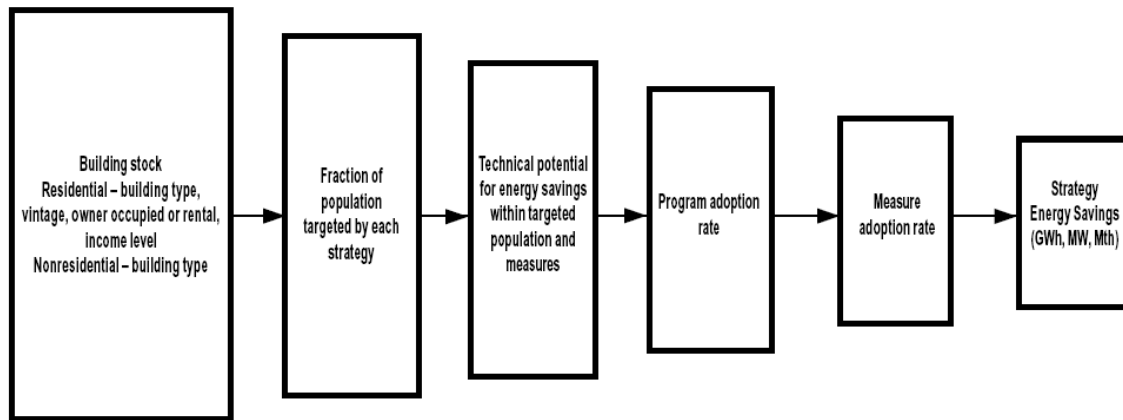 Building stock
Residential – building type,
vintage, owner occupied or rental,
income level
Nonresidential – building type
Fraction of
population
targeted by each
strategy
Technical potential
for energy savings
within targeted
population and
measures
Program adoption
rate
Measure
adoption rate
Strategy
Energy Savings
(GWh, MW, Mth)